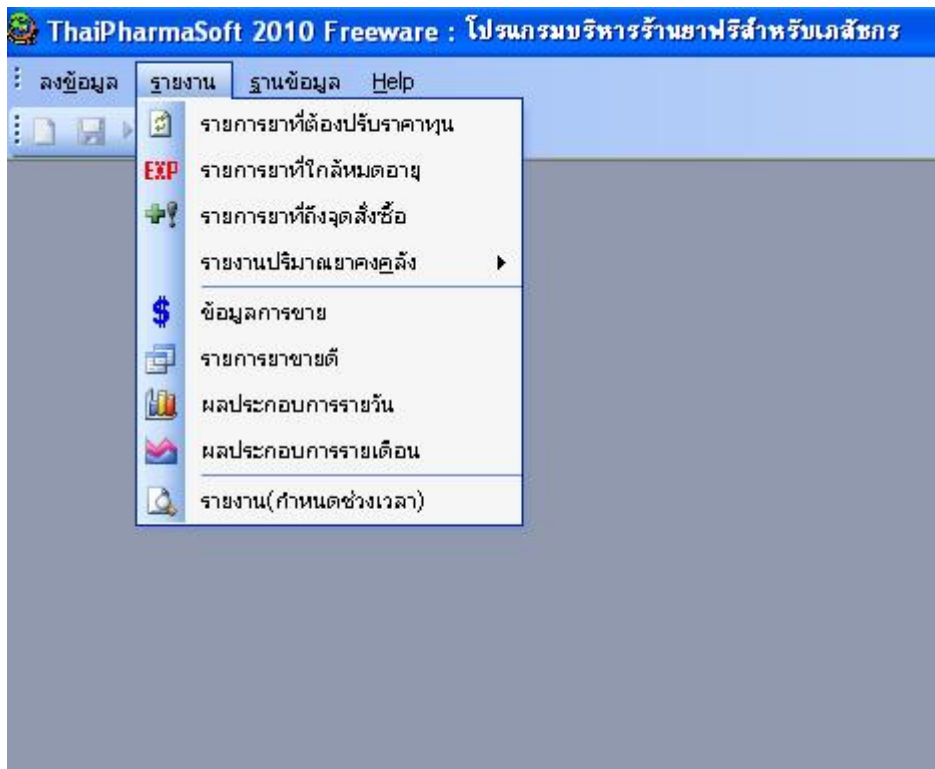 ThaiPharmaSoft 2010 Freeware : โปรแกรมบริหารร้านยาฟรีสำหรับเภสัชกร
ลงข้อมูล รายงาน ฐานข้อมูล Help
รายการยาที่ต้องปรับราคาทุน
EXP รายการยาที่ใกล้หมดอายุ
รายการยาที่ถึงจุดสั่งซื้อ
รายงานปริมาณยาคงคลัง
$ ข้อมูลการขาย
รายการยาขายดี
ผลประกอบการรายวัน
ผลประกอบการรายเดือน
รายงาน(กำหนดช่วงเวลา)